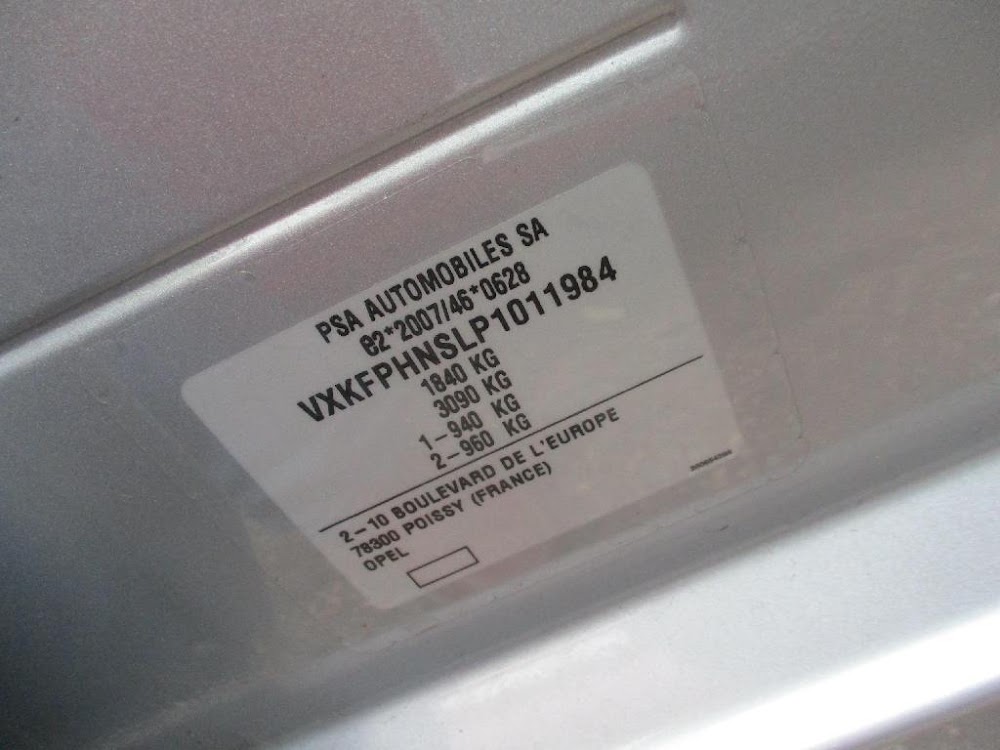 PSA AUTOMOBILES SA
e2*2007/46*0628
VXKFPHNSLP1011984
1840 KG
3090 KG
1-940 KG
2-960 KG
2-10 BOULEVARD DE L'EUROPE
78300 POISSY (FRANCE)
OPEL